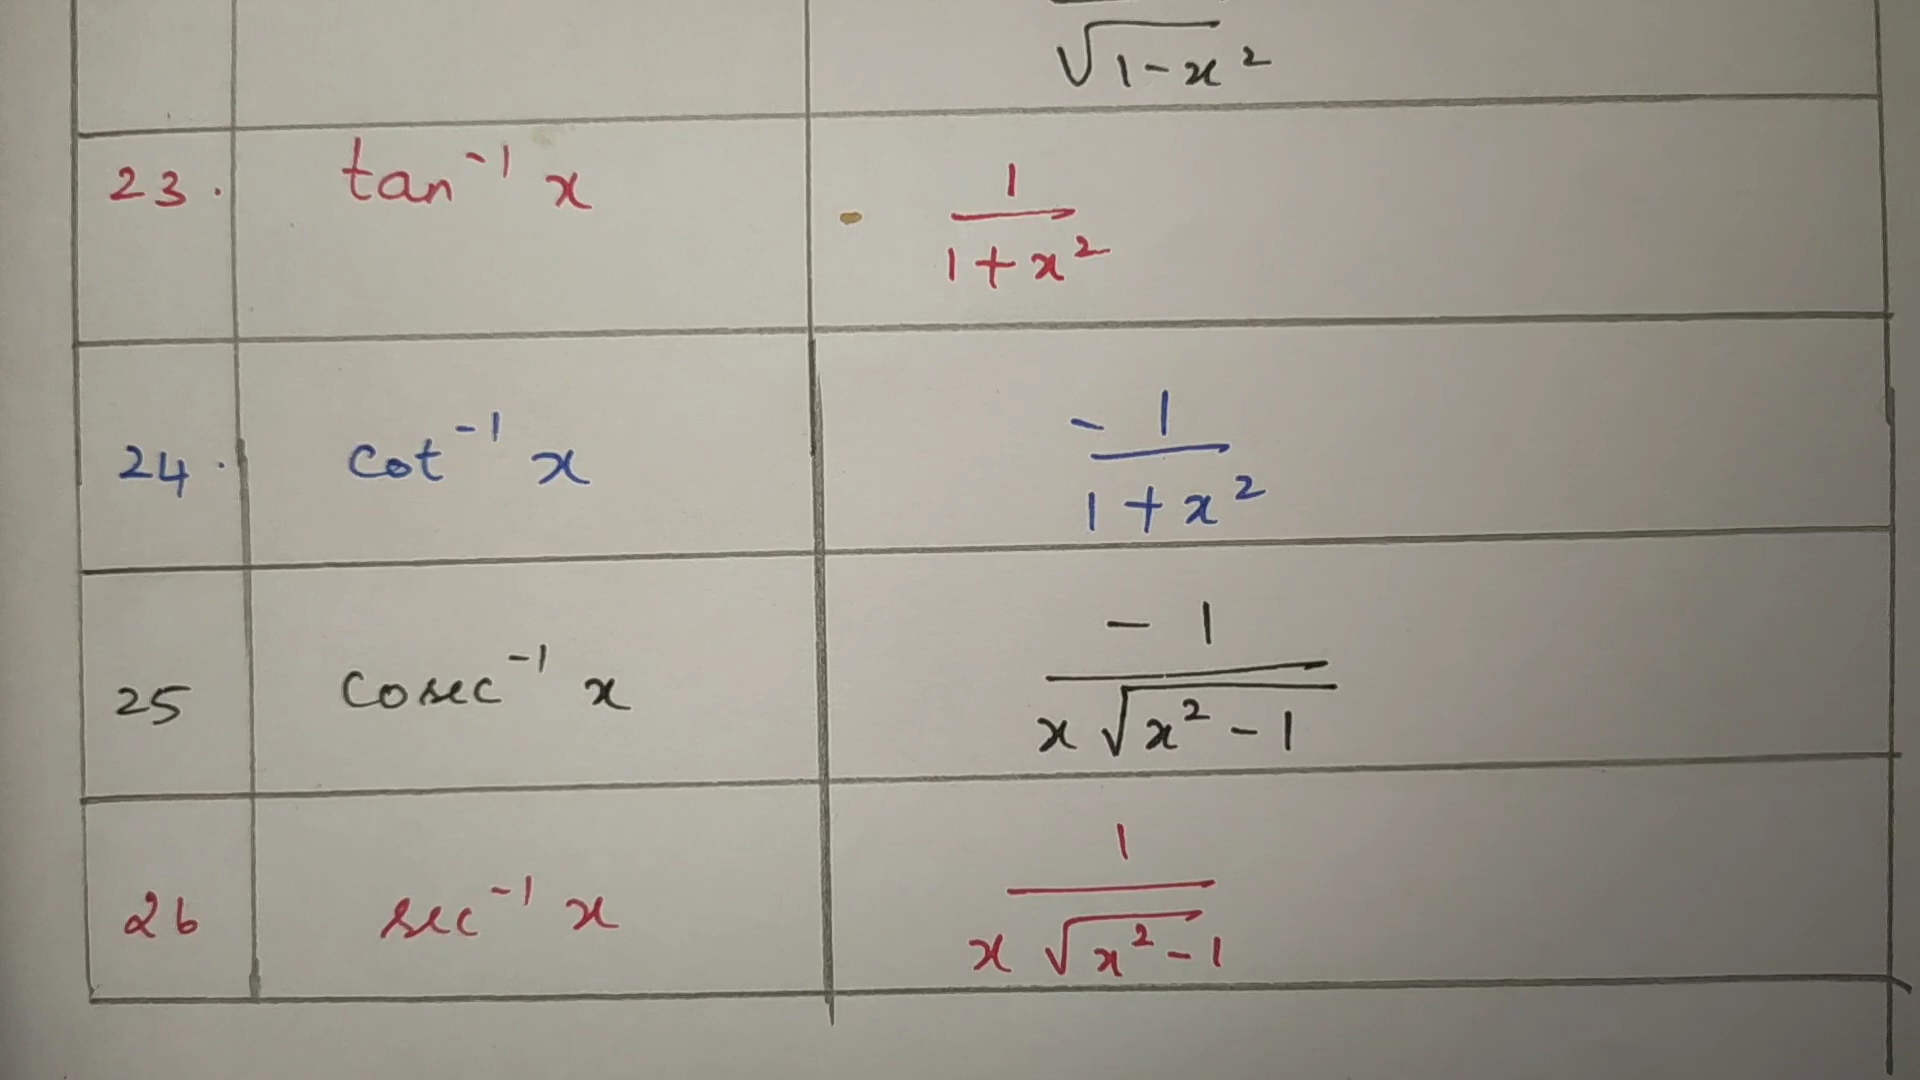 √1-x²
23. tan⁻¹ x 1/(1+x²)
24. cot⁻¹ x -1/(1+x²)
25 cosec⁻¹ x -1/(x√(x²-1))
26 sec⁻¹ x 1/(x√(x²-1))